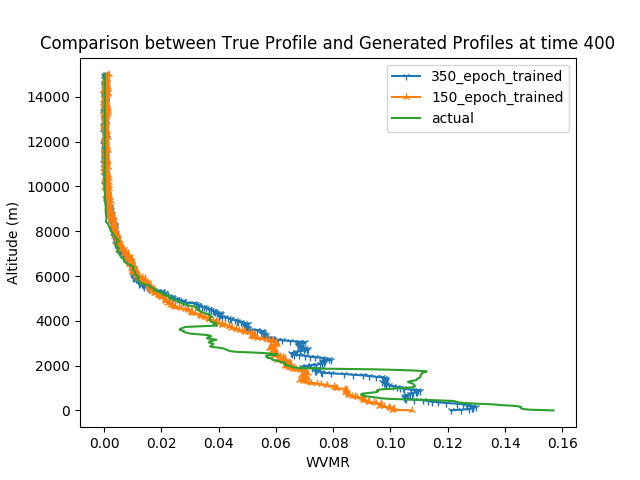 Comparison between True Profile and Generated Profiles at time 400
350_epoch_trained
150_epoch_trained
actual
Altitude (m)
14000
12000
10000
8000
6000
4000
2000
0
0.00 0.02 0.04 0.06 0.08 0.10 0.12 0.14 0.16
WVMR